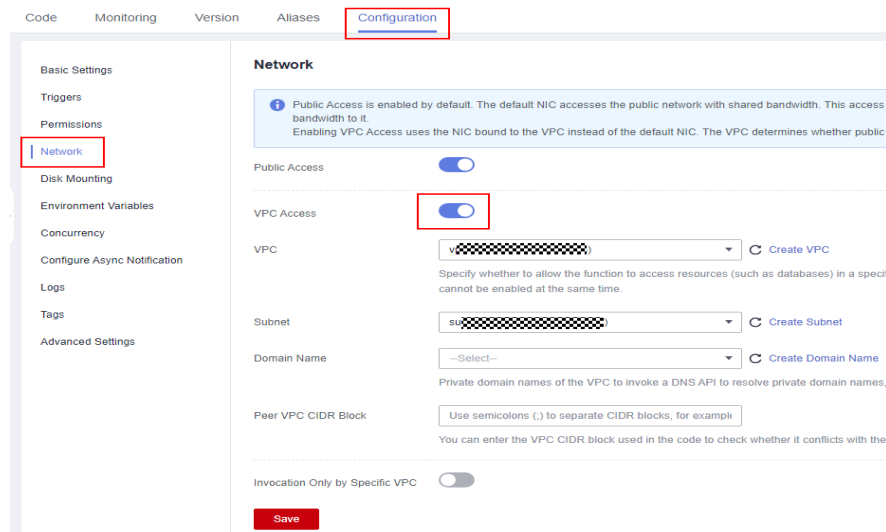 Code Monitoring Version Aliases Configuration
Basic Settings
Triggers
Permissions
Network
Disk Mounting
Environment Variables
Concurrency
Configure Async Notification
Logs
Tags
Advanced Settings
Network
Public Access is enabled by default. The default NIC accesses the public network with shared bandwidth. This access
bandwidth to it.
Enabling VPC Access uses the NIC bound to the VPC instead of the default NIC. The VPC determines whether public
Public Access
VPC Access
VPC v ) Create VPC
Specify whether to allow the function to access resources (such as databases) in a specif
cannot be enabled at the same time.
Subnet su ) Create Subnet
Domain Name --Select-- Create Domain Name
Private domain names of the VPC to invoke a DNS API to resolve private domain names,
Peer VPC CIDR Block Use semicolons (;) to separate CIDR blocks, for example
You can enter the VPC CIDR block used in the code to check whether it conflicts with the
Invocation Only by Specific VPC
Save